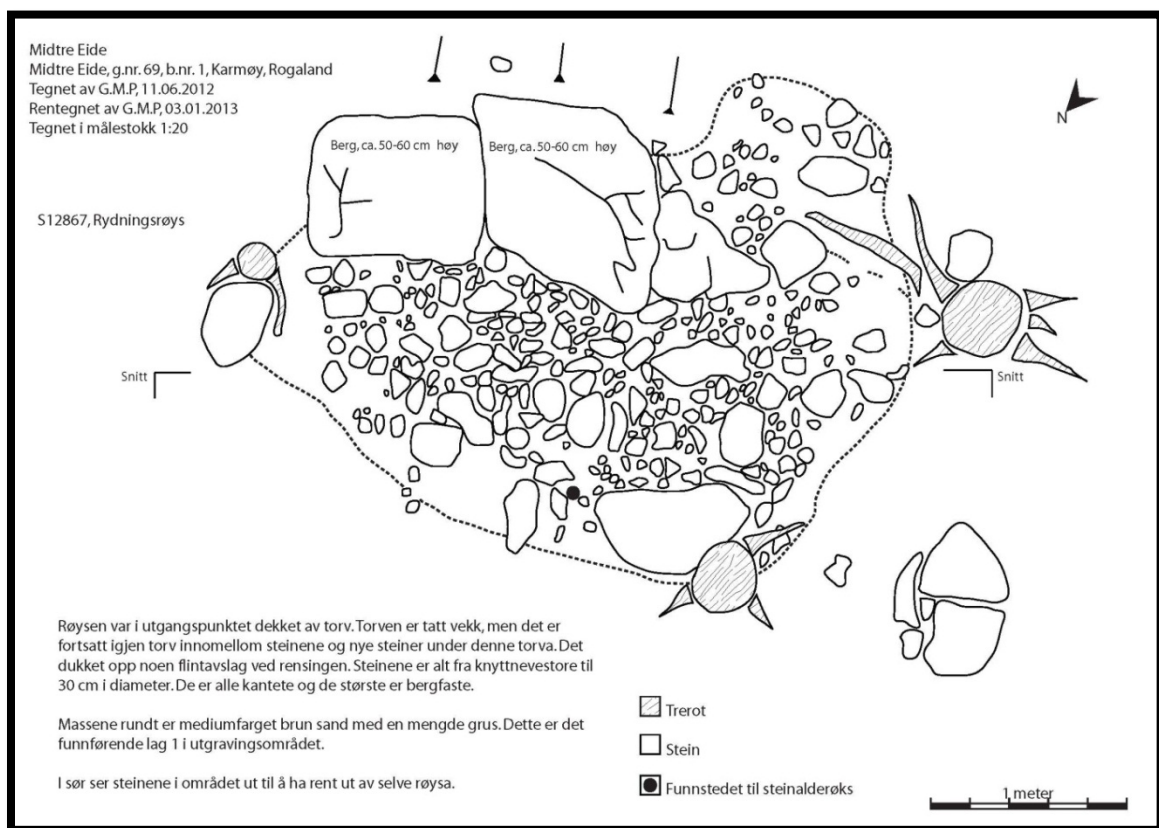 Midtre Eide
Midtre Eide, g.nr. 69, b.nr. 1, Karmøy, Rogaland
Tegnet av G.M.P, 11.06.2012
Rentegnet av G.M.P, 03.01.2013
Tegnet i målestokk 1:20
N
Berg, ca. 50-60 cm høy
Berg, ca. 50-60 cm høy
S12867, Rydningsrøys
Snitt
Snitt
Røysen var i utgangspunktet dekket av torv. Torven er tatt vekk, men det er
fortsatt igjen torv innomellom steinene og nye steiner under denne torva. Det
dukket opp noen flintavslag ved rensingen. Steinene er alt fra knyttnevestore til
30 cm i diameter. De er alle kantete og de største er bergfaste.
Massene rundt er mediumfarget brun sand med en mengde grus. Dette er det
funnførende lag 1 i utgravingsområdet.
I sør ser steinene i området ut til å ha rent ut av selve røysa.
Trerot
Stein
Funnstedet til steinalderøks
1 meter